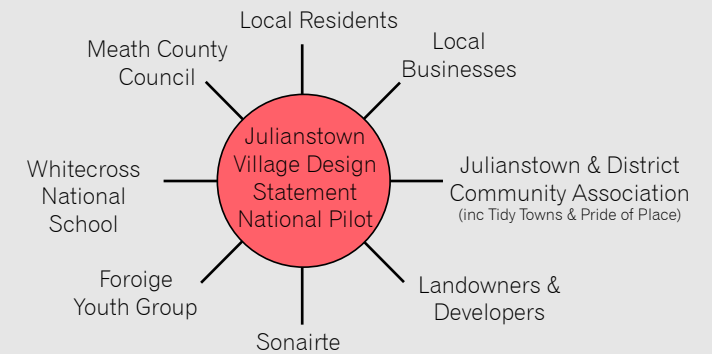 Local Residents
Local
Businesses
Meath County
Council
Julianstown
Village Design
Statement
National Pilot
Whitecross
National
School
Julianstown & District
Community Association
(inc Tidy Towns & Pride of Place)
Foroige
Youth Group
Landowners &
Developers
Sonairte